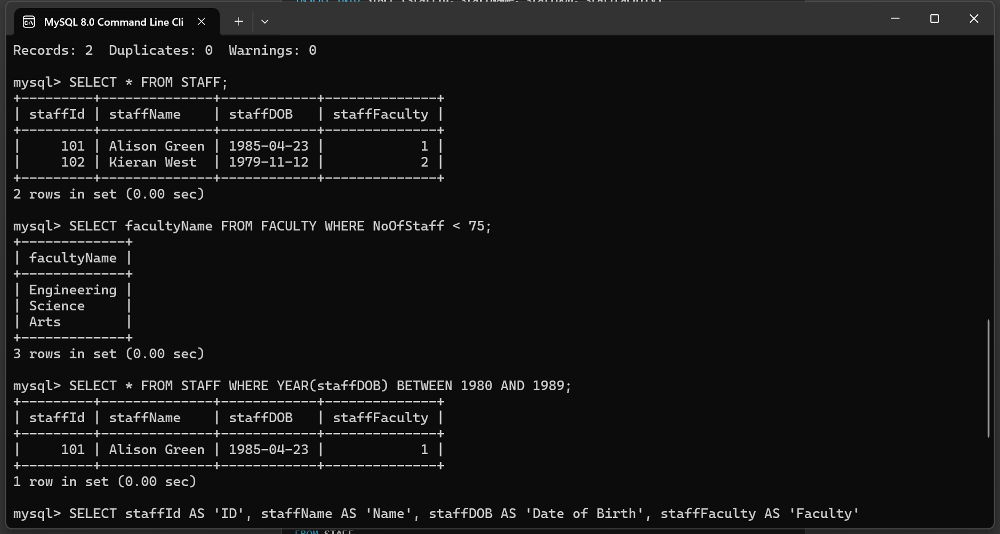 MySQL 8.0 Command Line Cli
Records: 2  Duplicates: 0  Warnings: 0
mysql> SELECT * FROM STAFF;
+---------+--------------+------------+--------------+
| staffId | staffName    | staffDOB   | staffFaculty |
+---------+--------------+------------+--------------+
|     101 | Alison Green | 1985-04-23 |            1 |
|     102 | Kieran West  | 1979-11-12 |            2 |
+---------+--------------+------------+--------------+
2 rows in set (0.00 sec)
mysql> SELECT facultyName FROM FACULTY WHERE NoOfStaff < 75;
+-------------+
| facultyName |
+-------------+
| Engineering |
| Science     |
| Arts        |
+-------------+
3 rows in set (0.00 sec)
mysql> SELECT * FROM STAFF WHERE YEAR(staffDOB) BETWEEN 1980 AND 1989;
+---------+--------------+------------+--------------+
| staffId | staffName    | staffDOB   | staffFaculty |
+---------+--------------+------------+--------------+
|     101 | Alison Green | 1985-04-23 |            1 |
+---------+--------------+------------+--------------+
1 row in set (0.00 sec)
mysql> SELECT staffId AS 'ID', staffName AS 'Name', staffDOB AS 'Date of Birth', staffFaculty AS 'Faculty'
FROM STAFF